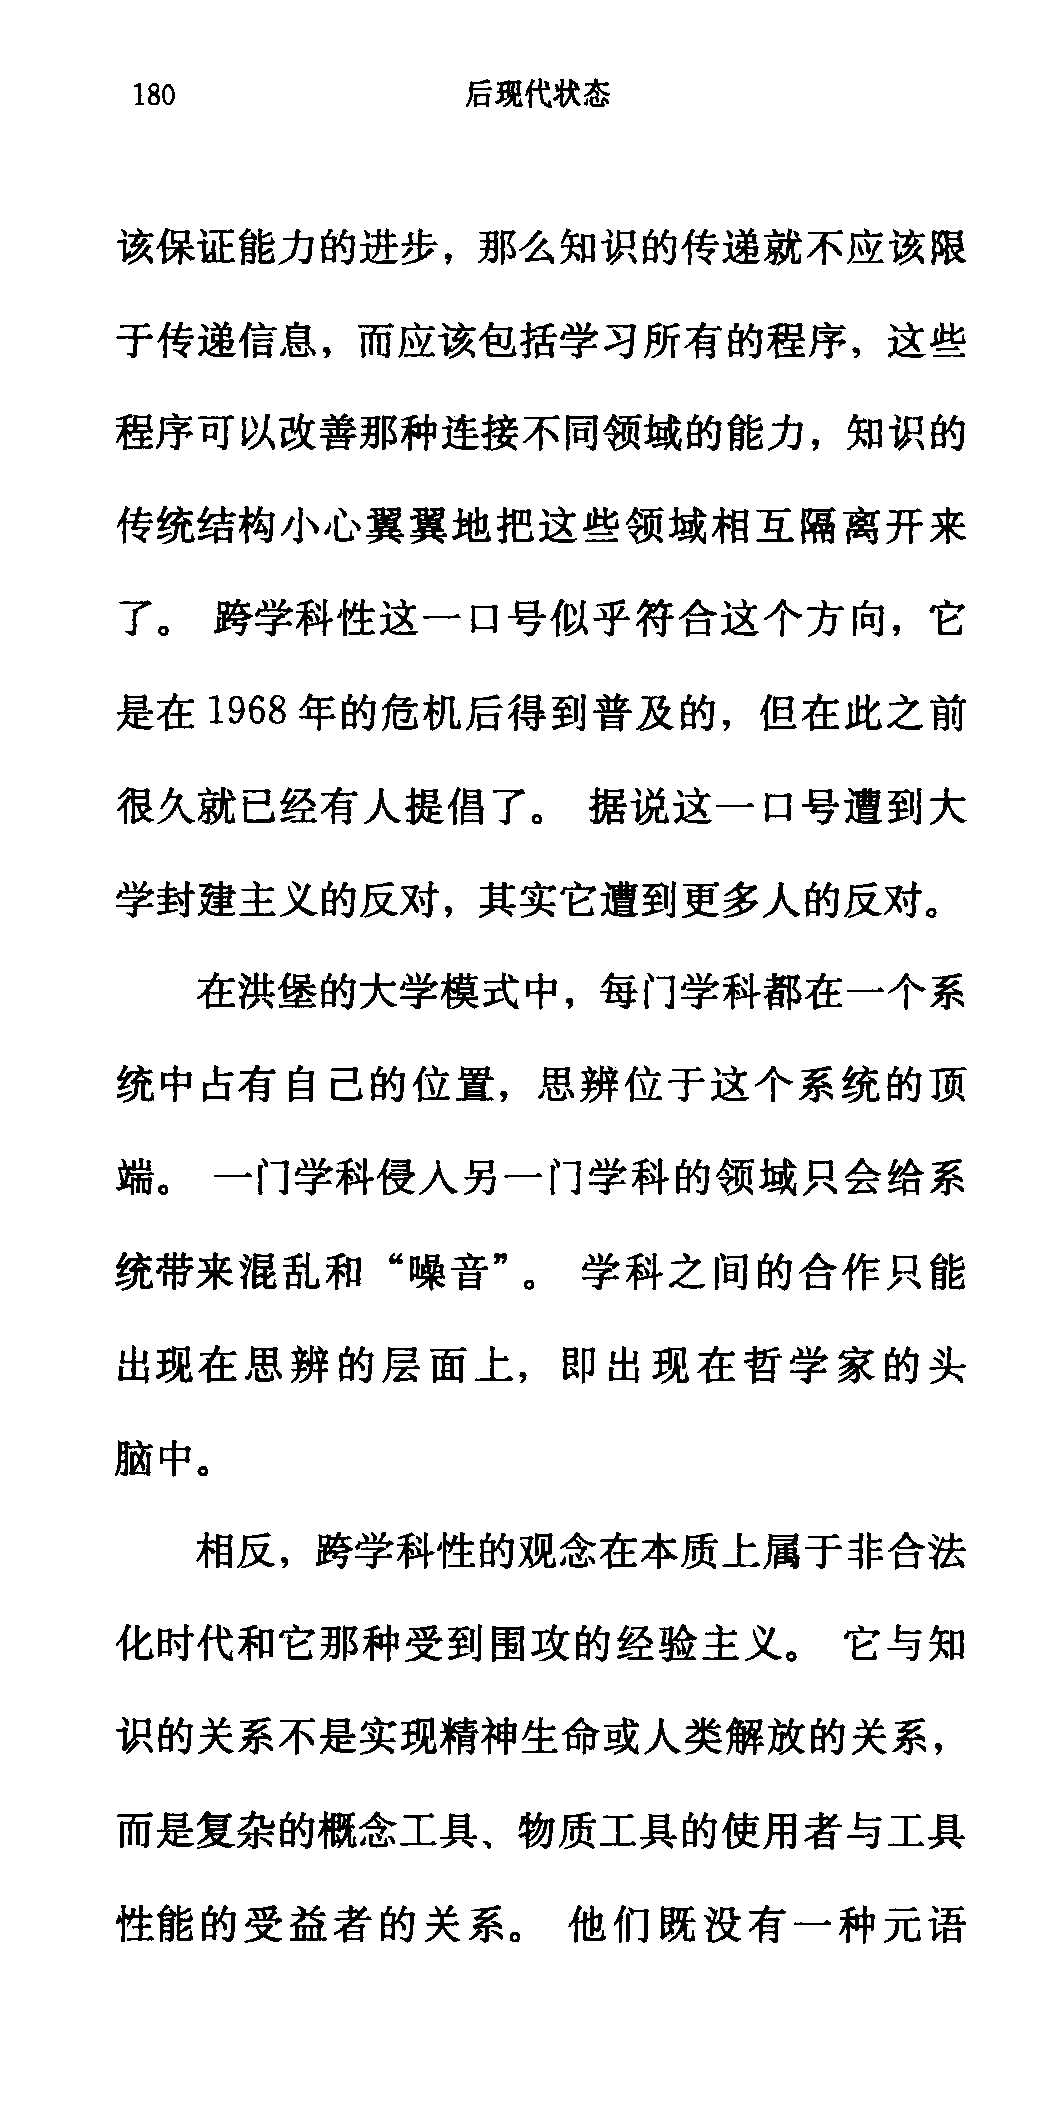 180 后现代状态
该保证能力的进步，那么知识的传递就不应该限
于传递信息，而应该包括学习所有的程序，这些
程序可以改善那种连接不同领域的能力，知识的
传统结构小心翼翼地把这些领域相互隔离开来
了。 跨学科性这一口号似乎符合这个方向，它
是在 1968 年的危机后得到普及的，但在此之前
很久就已经有人提倡了。 据说这一口号遭到大
学封建主义的反对，其实它遭到更多人的反对。
在洪堡的大学模式中，每门学科都在一个系
统中占有自己的位置，思辨位于这个系统的顶
端。 一门学科侵入另一门学科的领域只会给系
统带来混乱和“噪音”。 学科之间的合作只能
出现在思辨的层面上，即出现在哲学家的头
脑中。
相反，跨学科性的观念在本质上属于非合法
化时代和它那种受到围攻的经验主义。 它与知
识的关系不是实现精神生命或人类解放的关系，
而是复杂的概念工具、物质工具的使用者与工具
性能的受益者的关系。 他们既没有一种元语